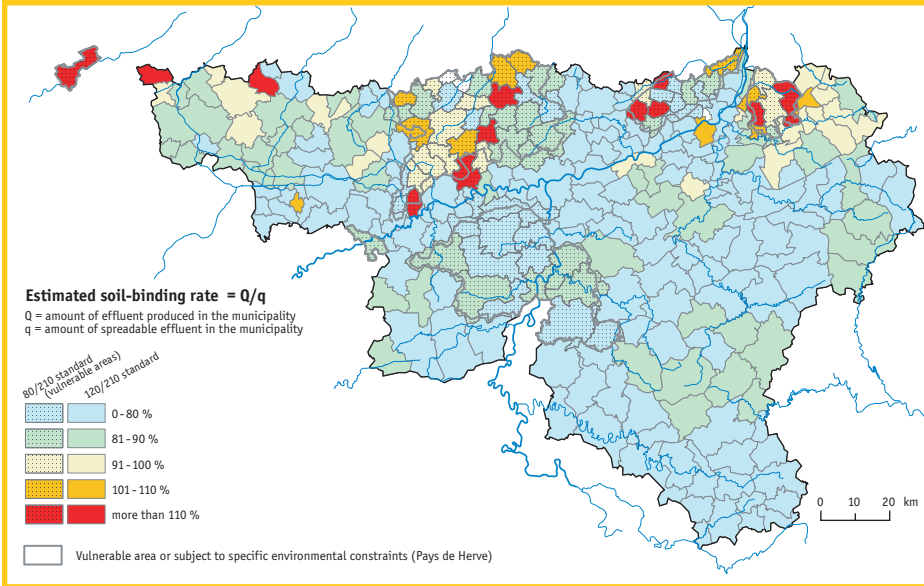 Estimated soil-binding rate = Q/q
Q = amount of effluent produced in the municipality
q = amount of spreadable effluent in the municipality
80/210 standard
(vulnerable areas)
120/210 standard
0-80 %
81-90 %
91-100 %
101-110 %
more than 110 %
Vulnerable area or subject to specific environmental constraints (Pays de Herve)
0 20 km